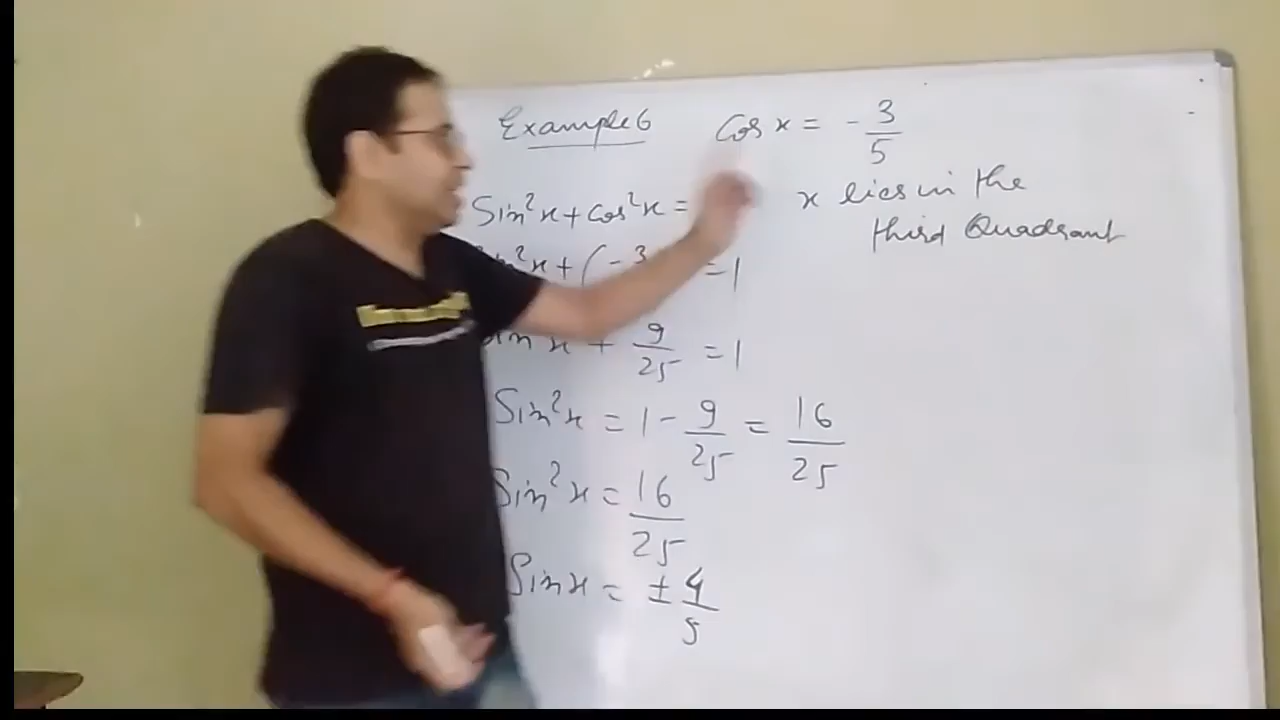 Example 6 cos x = - 3/5
Sin²x + Cos²x =
x lies in the
third Quadrant
x + (- 3 = 1
+ 9/25 = 1
Sin²x = 1 - 9/25 = 16/25
Sin²x = 16/25
Sin x = ± 4/5